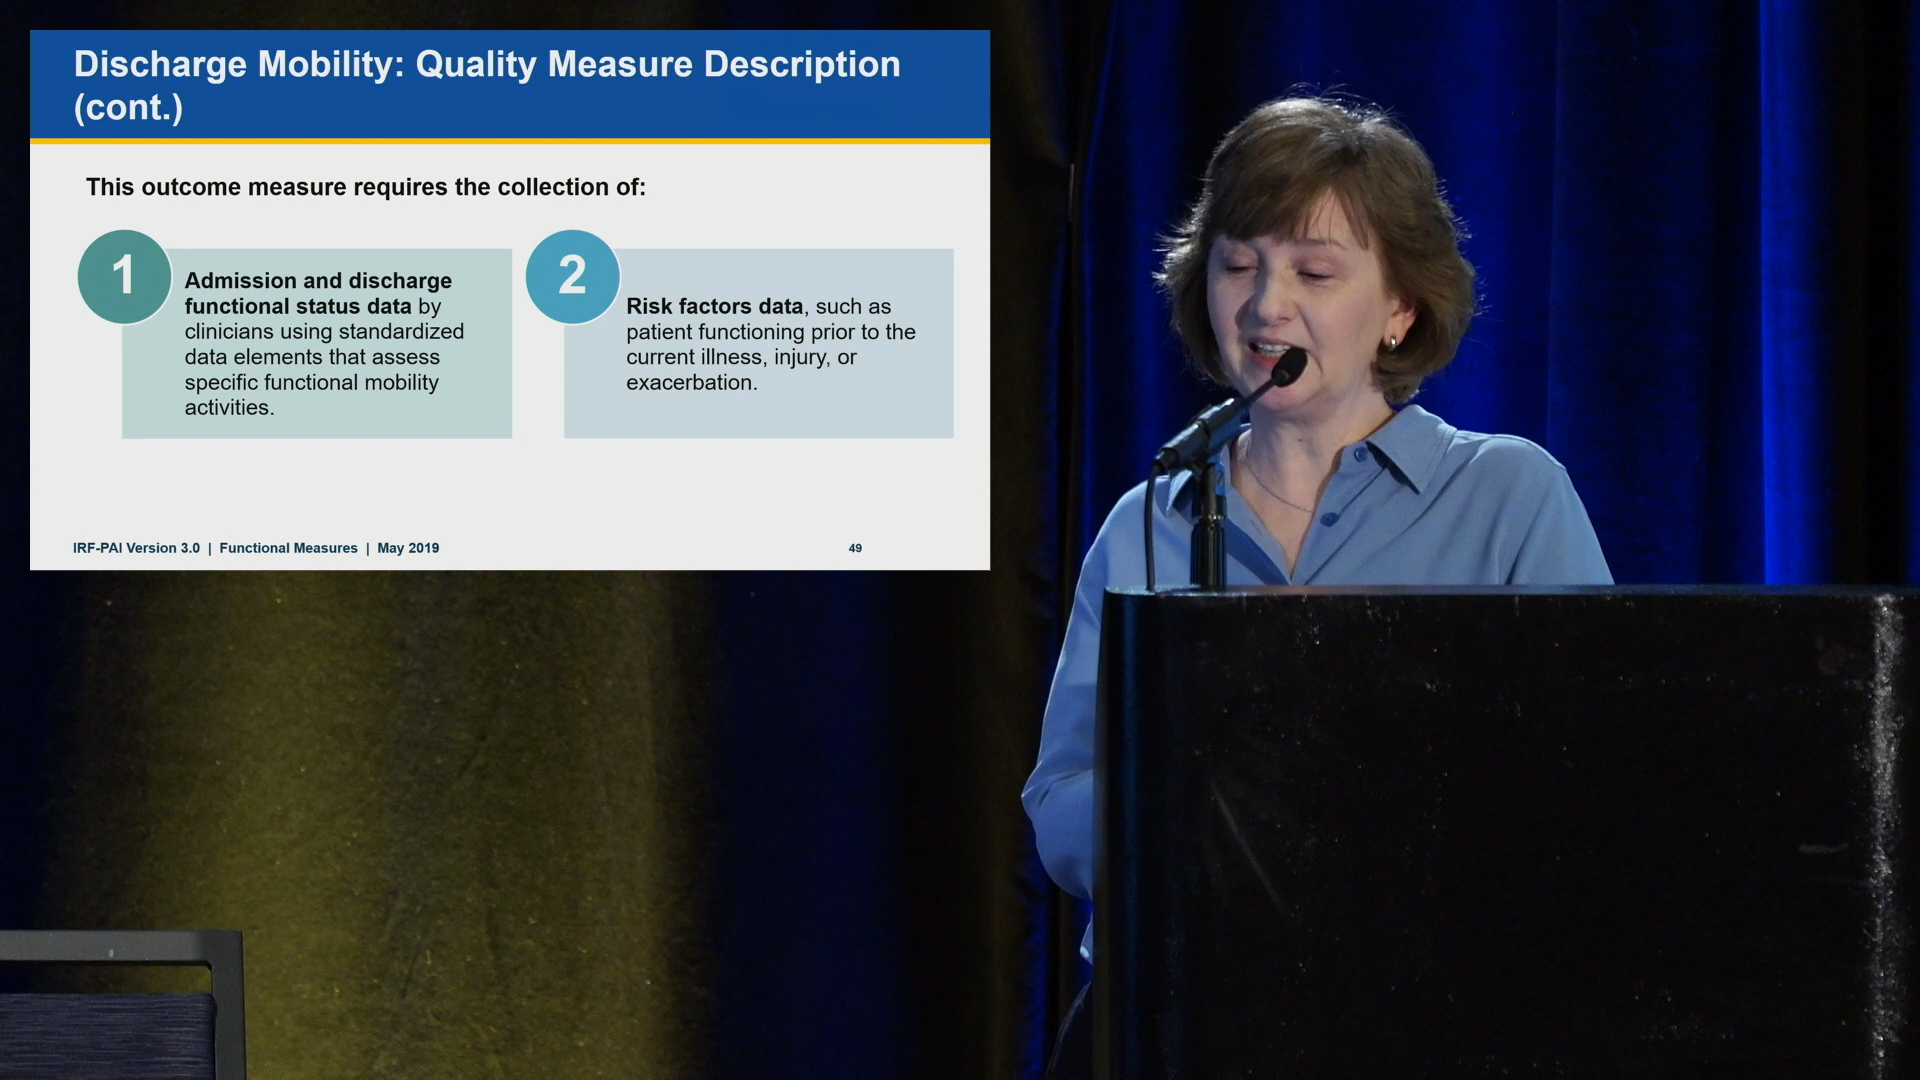 Discharge Mobility: Quality Measure Description
(cont.)
This outcome measure requires the collection of:
1
Admission and discharge
functional status data by
clinicians using standardized
data elements that assess
specific functional mobility
activities.
2
Risk factors data, such as
patient functioning prior to the
current illness, injury, or
exacerbation.
IRF-PAI Version 3.0 | Functional Measures | May 2019
49